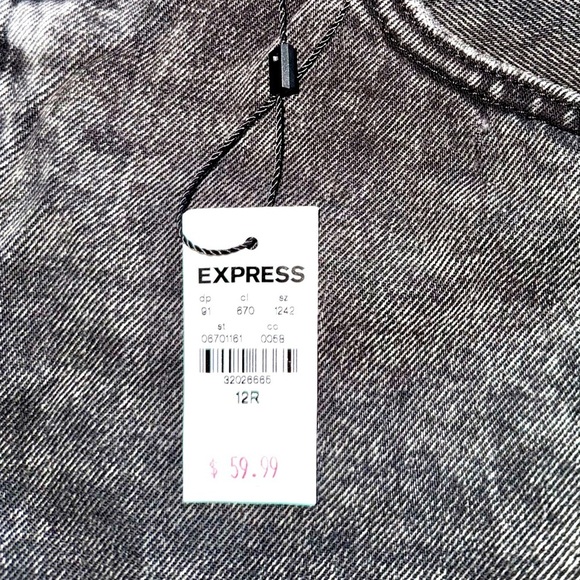 EXPRESS
dp cl sz
91 670 1242
st cc
06701161 0058
32026665
12R
$ 59.99